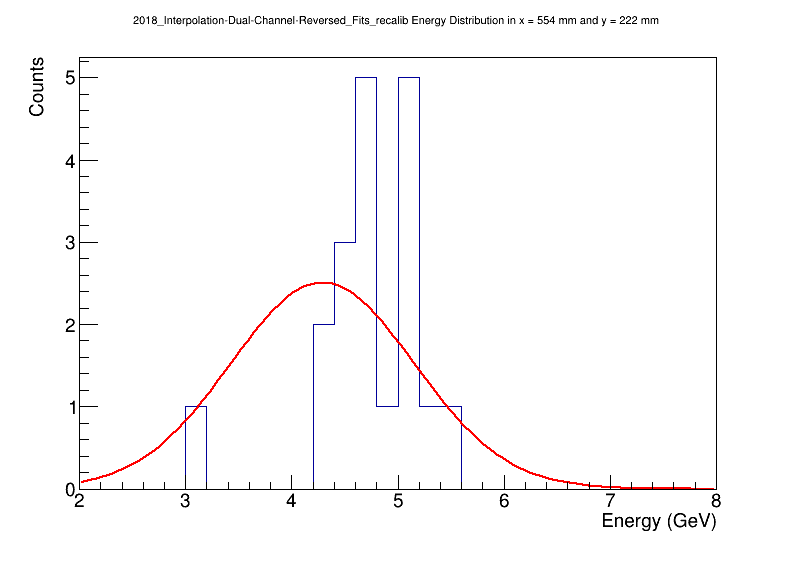 2018_Interpolation-Dual-Channel-Reversed_Fits_recalib Energy Distribution in x = 554 mm and y = 222 mm
Counts
5
4
3
2
1
0
2 3 4 5 6 7 8
Energy (GeV)